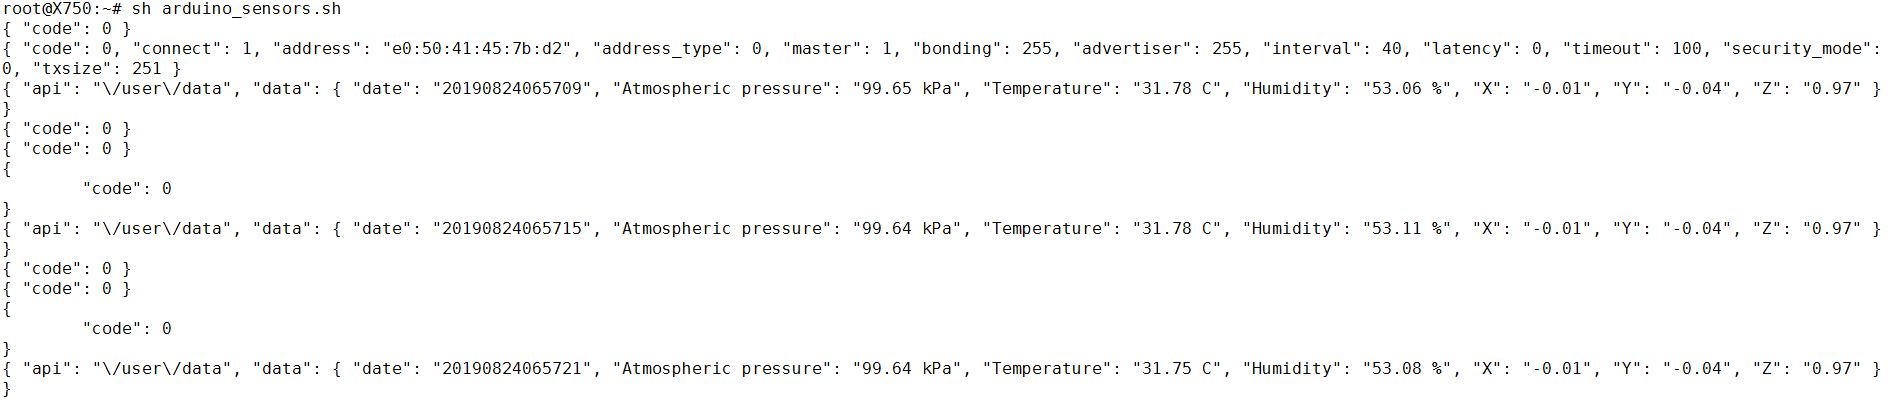 root@X750:~# sh arduino_sensors.sh
{ "code": 0 }
{ "code": 0, "connect": 1, "address": "e0:50:41:45:7b:d2", "address_type": 0, "master": 1, "bonding": 255, "advertiser": 255, "interval": 40, "latency": 0, "timeout": 100, "security_mode":
0, "txsize": 251 }
{ "api": "\/user\/data", "data": { "date": "20190824065709", "Atmospheric pressure": "99.65 kPa", "Temperature": "31.78 C", "Humidity": "53.06 %", "X": "-0.01", "Y": "-0.04", "Z": "0.97" }
}
{ "code": 0 }
{ "code": 0 }
{
        "code": 0
}
{ "api": "\/user\/data", "data": { "date": "20190824065715", "Atmospheric pressure": "99.64 kPa", "Temperature": "31.78 C", "Humidity": "53.11 %", "X": "-0.01", "Y": "-0.04", "Z": "0.97" }
}
{ "code": 0 }
{ "code": 0 }
{
        "code": 0
}
{ "api": "\/user\/data", "data": { "date": "20190824065721", "Atmospheric pressure": "99.64 kPa", "Temperature": "31.75 C", "Humidity": "53.08 %", "X": "-0.01", "Y": "-0.04", "Z": "0.97" }
}